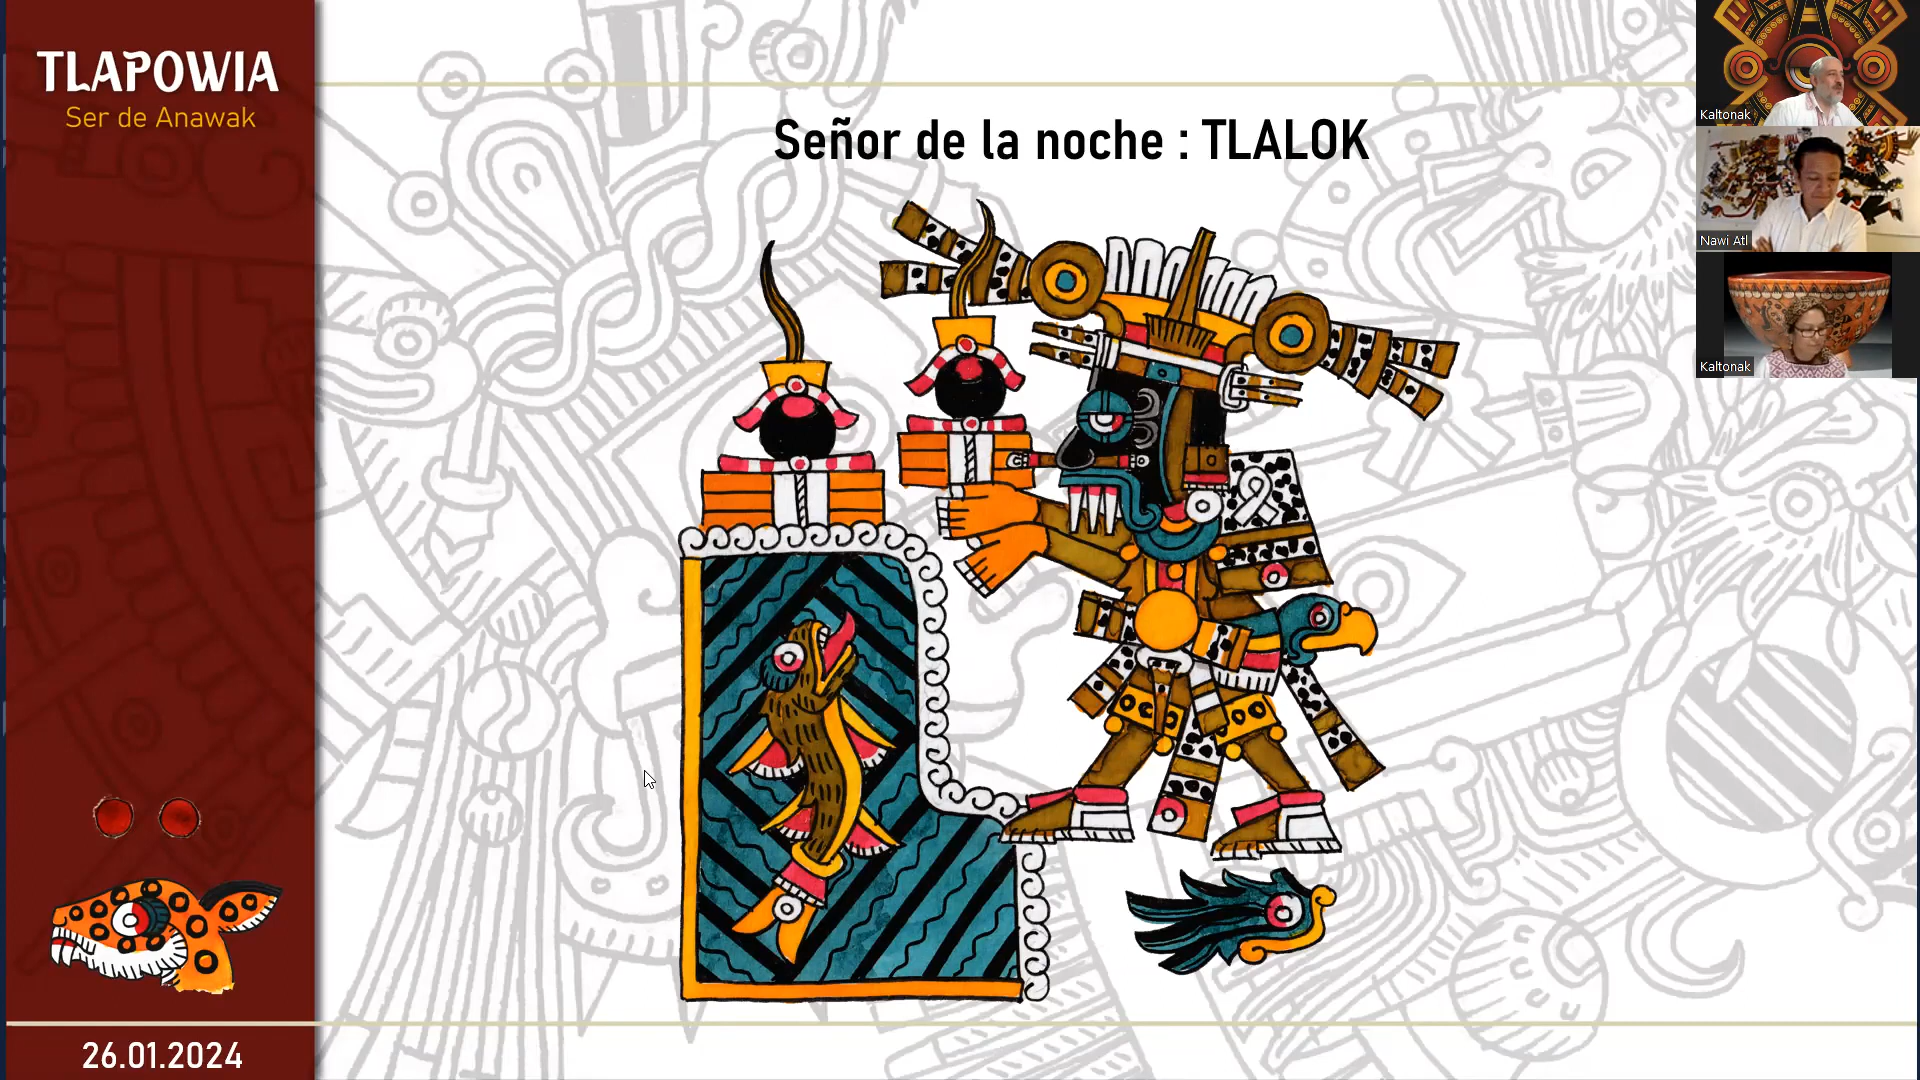 TLAPOWIA
Ser de Anawak
Señor de la noche : TLALOK
Kaltonak
Nawi Atl
Kaltonak
26.01.2024